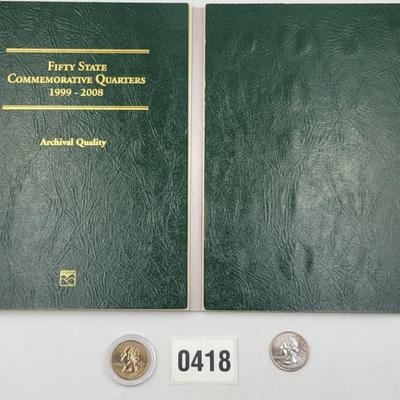 FIFTY STATE
COMMEMORATIVE QUARTERS
1999 - 2008
Archival Quality
0418